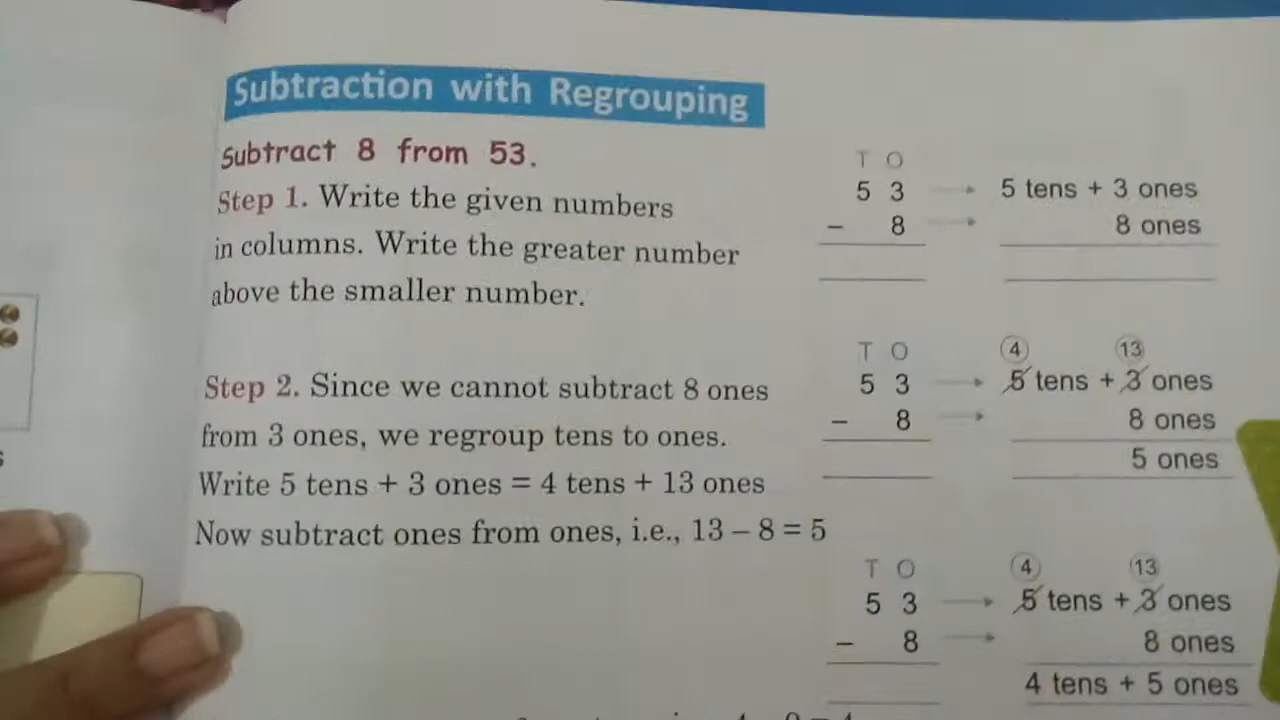 Subtraction with Regrouping
Subtract 8 from 53.
Step 1. Write the given numbers
in columns. Write the greater number
above the smaller number.
T O
5 3 → 5 tens + 3 ones
– 8 → 8 ones
Step 2. Since we cannot subtract 8 ones
from 3 ones, we regroup tens to ones.
Write 5 tens + 3 ones = 4 tens + 13 ones
Now subtract ones from ones, i.e., 13 – 8 = 5
T O 4 13
5 3 → 5 tens + 3 ones
– 8 → 8 ones
5 ones
T O 4 13
5 3 → 5 tens + 3 ones
– 8 → 8 ones
4 tens + 5 ones